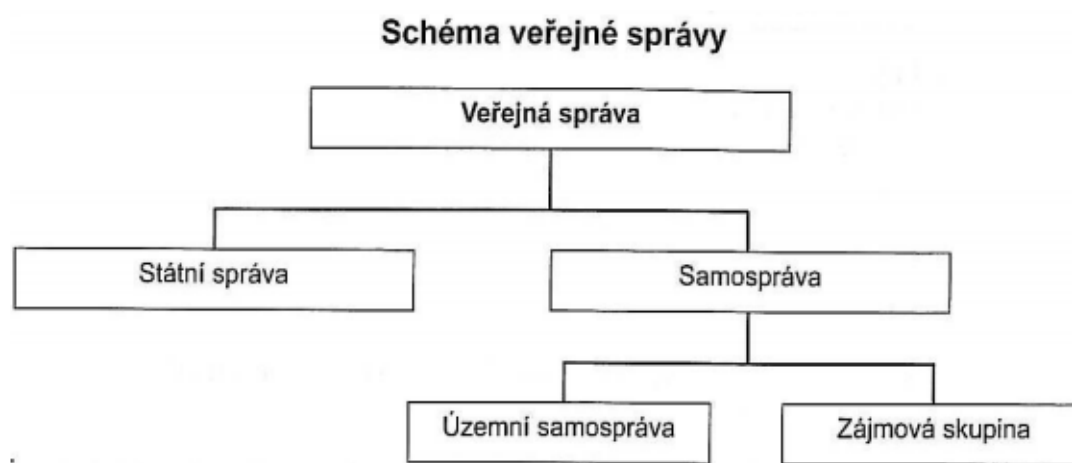 Schéma veřejné správy
Veřejná správa
Státní správa
Samospráva
Územní samospráva
Zájmová skupina